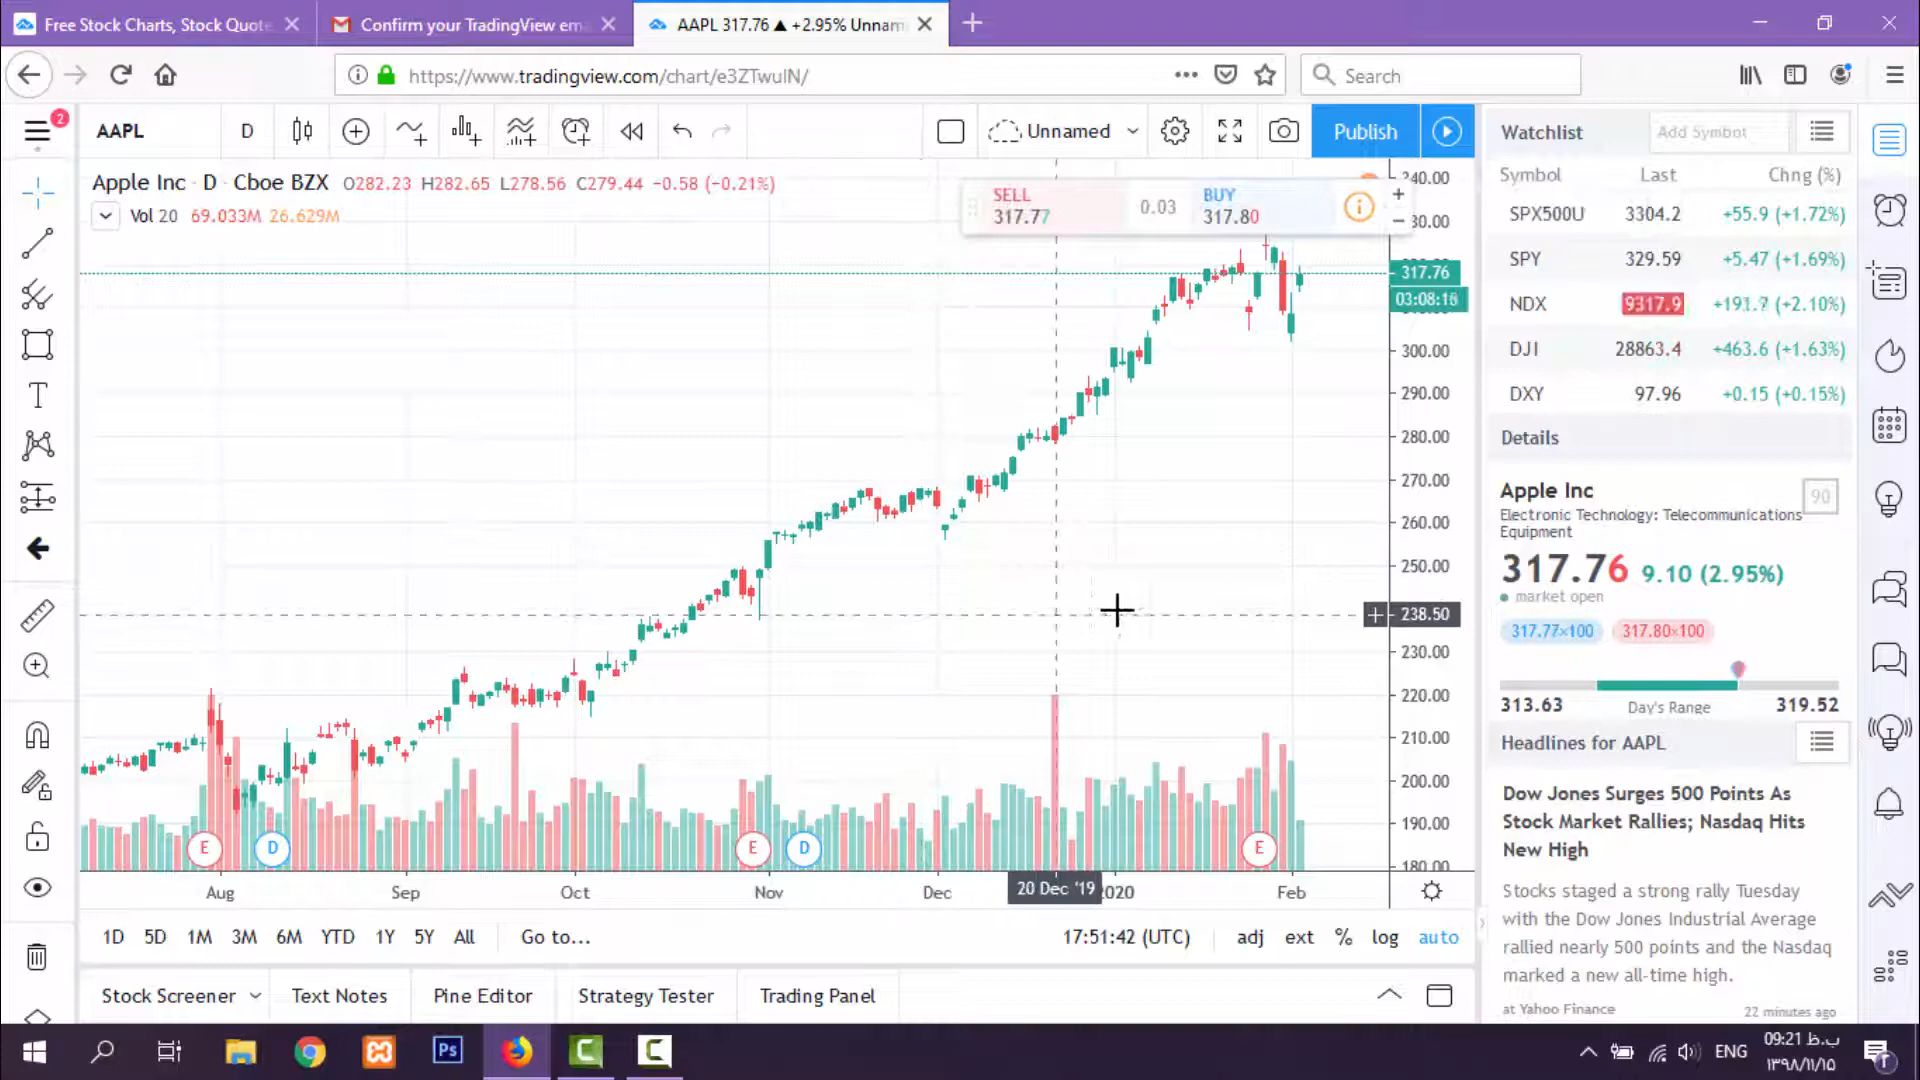 Free Stock Charts, Stock Quote
Confirm your TradingView em
AAPL 317.76 ▲ +2.95% Unnam
https://www.tradingview.com/chart/e3ZTwuIN/
Search
2
AAPL
D
Unnamed
Publish
Apple Inc · D · Cboe BZX O282.23 H282.65 L278.56 C279.44 −0.58 (−0.21%)
Vol 20 69.033M 26.629M
SELL
317.77
0.03
BUY
317.80
340.00
330.00
317.76
03:08:18
300.00
290.00
280.00
270.00
260.00
250.00
238.50
230.00
220.00
210.00
200.00
190.00
180.00
E
D
E
D
E
Aug
Sep
Oct
Nov
Dec
20 Dec '19
2020
Feb
1D 5D 1M 3M 6M YTD 1Y 5Y All Go to...
17:51:42 (UTC) adj ext % log auto
Stock Screener
Text Notes
Pine Editor
Strategy Tester
Trading Panel
Watchlist
Add Symbol
Symbol Last Chng (%)
SPX500U 3304.2 +55.9 (+1.72%)
SPY 329.59 +5.47 (+1.69%)
NDX 9317.9 +191.7 (+2.10%)
DJI 28863.4 +463.6 (+1.63%)
DXY 97.96 +0.15 (+0.15%)
Details
Apple Inc
90
Electronic Technology: Telecommunications
Equipment
317.76 9.10 (2.95%)
market open
317.77×100 317.80×100
313.63 Day's Range 319.52
Headlines for AAPL
Dow Jones Surges 500 Points As
Stock Market Rallies; Nasdaq Hits
New High
Stocks staged a strong rally Tuesday
with the Dow Jones Industrial Average
rallied nearly 500 points and the Nasdaq
marked a new all-time high.
at Yahoo Finance 22 minutes ago
Ps
ENG
09:21 ب.ظ
۱۳۹۸/۱۱/۱۵